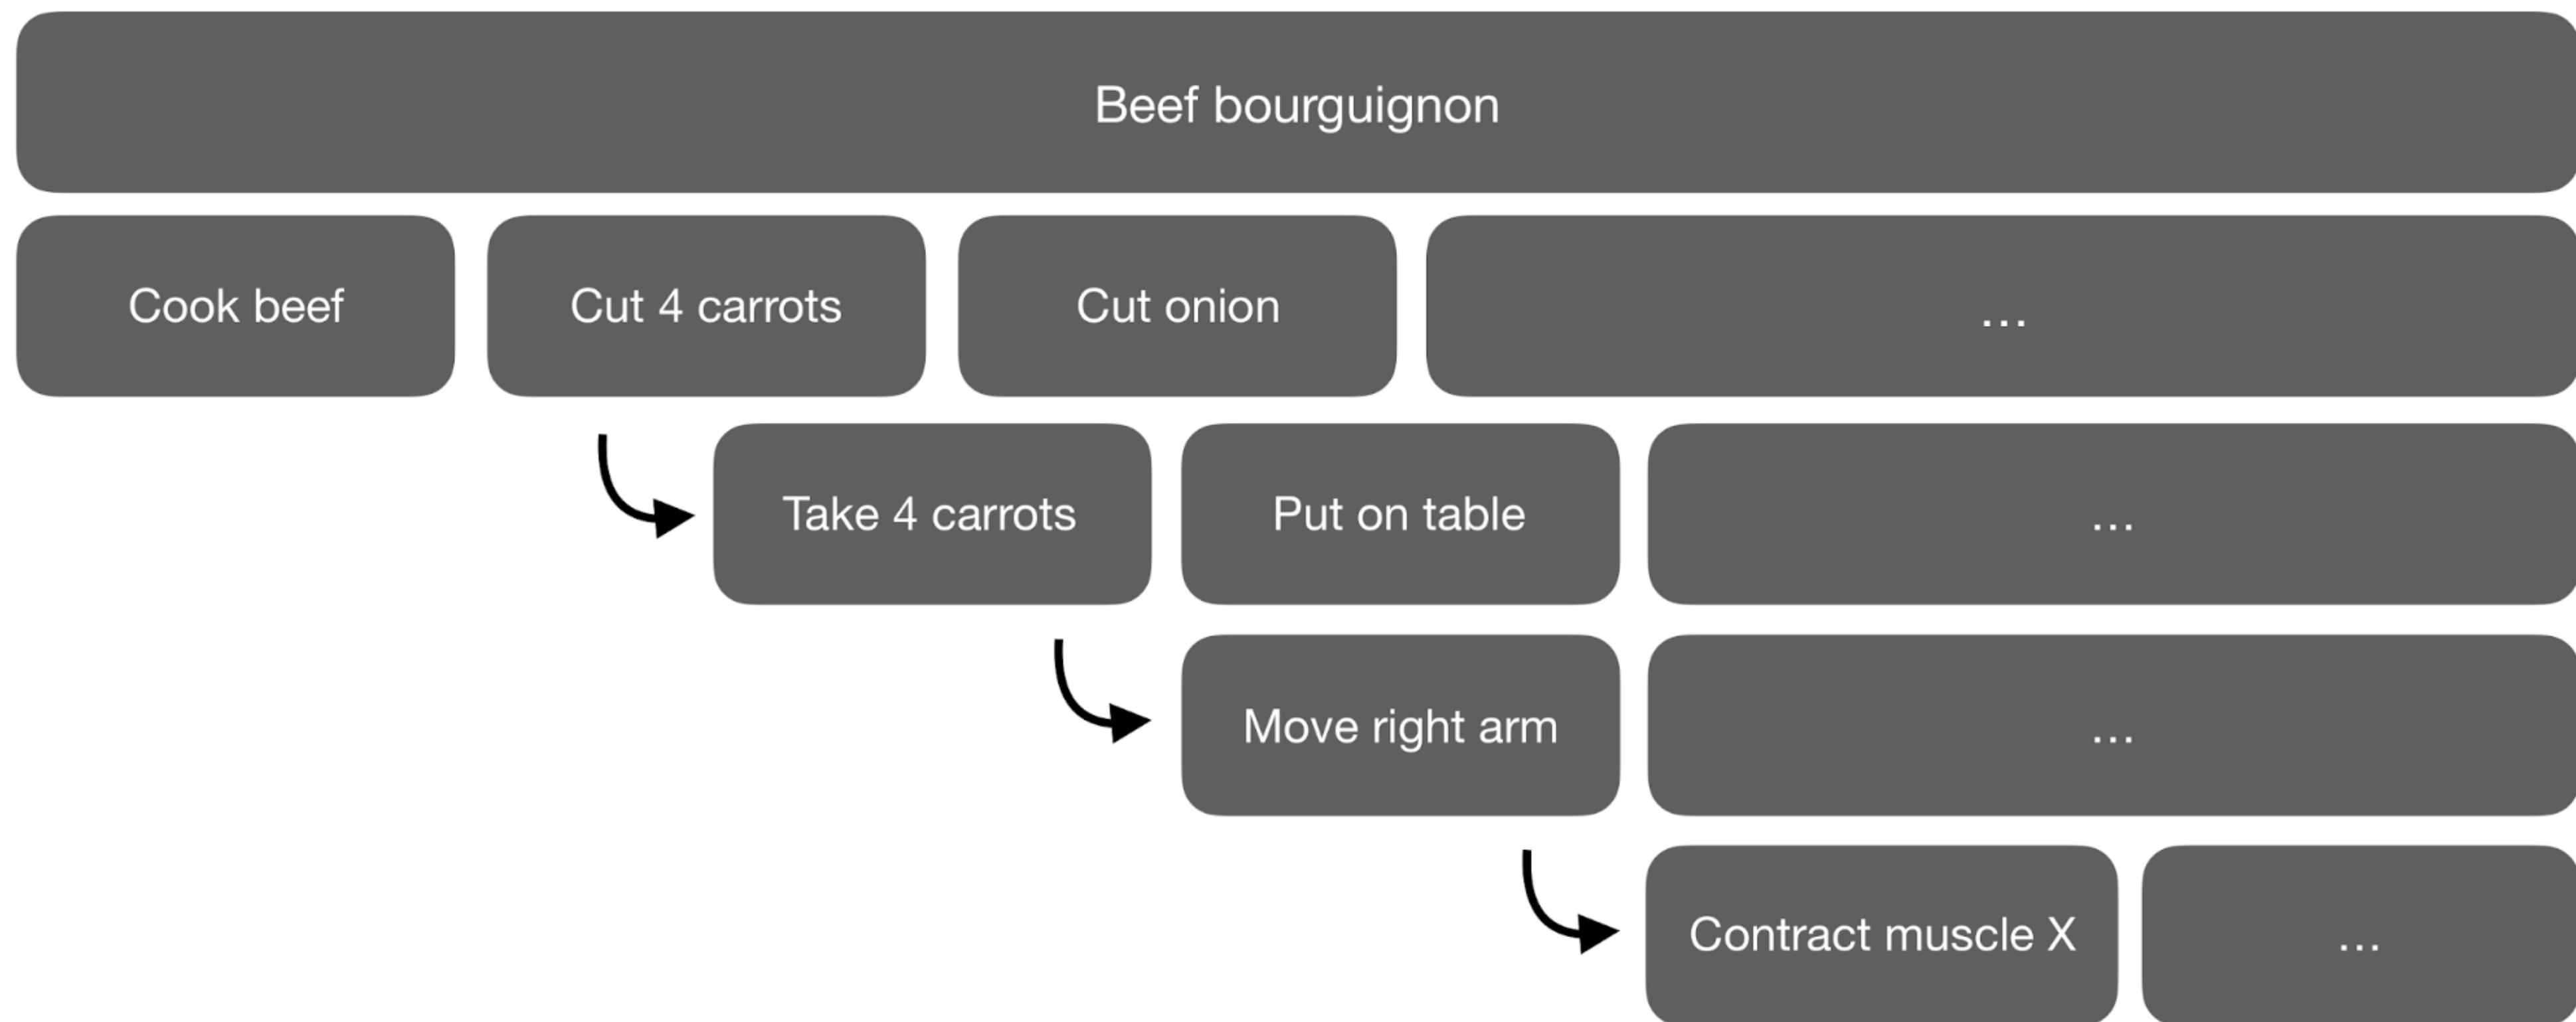 Beef bourguignon
Cook beef
Cut 4 carrots
Cut onion
...
Take 4 carrots
Put on table
...
Move right arm
...
Contract muscle X
...